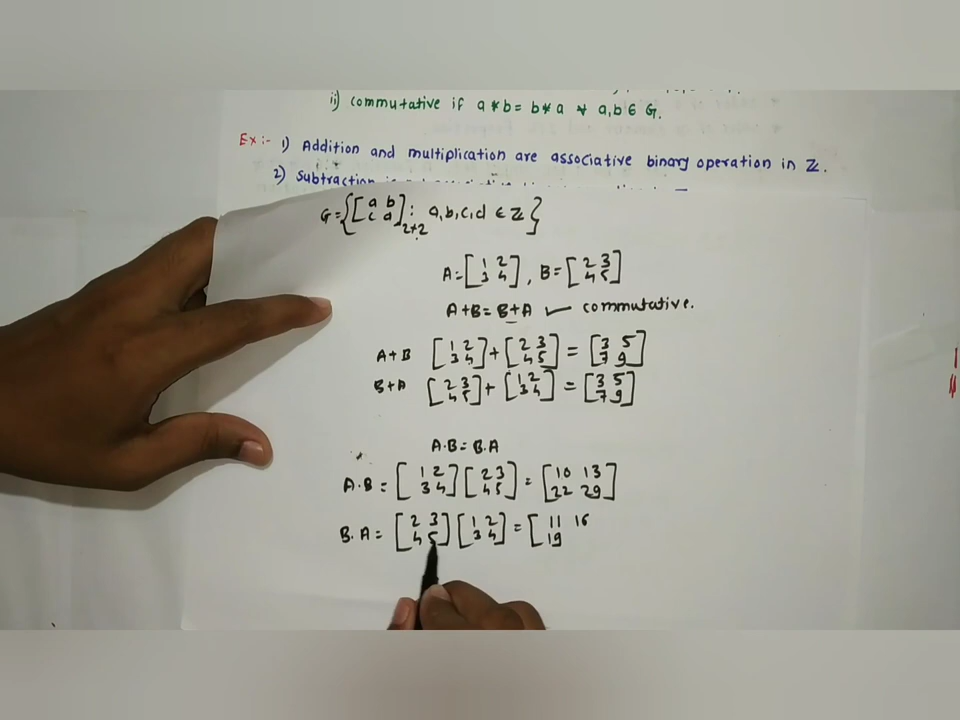 ii) commutative if a * b = b * a ∀ a, b ∈ G.
Ex:- 1) Addition and multiplication are associative binary operation in ℤ.
2) Subtraction
G = {[a b; c d]2*2 : a, b, c, d ∈ ℤ}
A = [1 2; 3 4], B = [2 3; 4 5]
A+B = B+A ✓ commutative.
A+B [1 2; 3 4] + [2 3; 4 5] = [3 5; 7 9]
B+A [2 3; 4 5] + [1 2; 3 4] = [3 5; 7 9]
A·B = B·A
A·B = [1 2; 3 4] [2 3; 4 5] = [10 13; 22 29]
B·A = [2 3; 4 5] [1 2; 3 4] = [11 16; 19